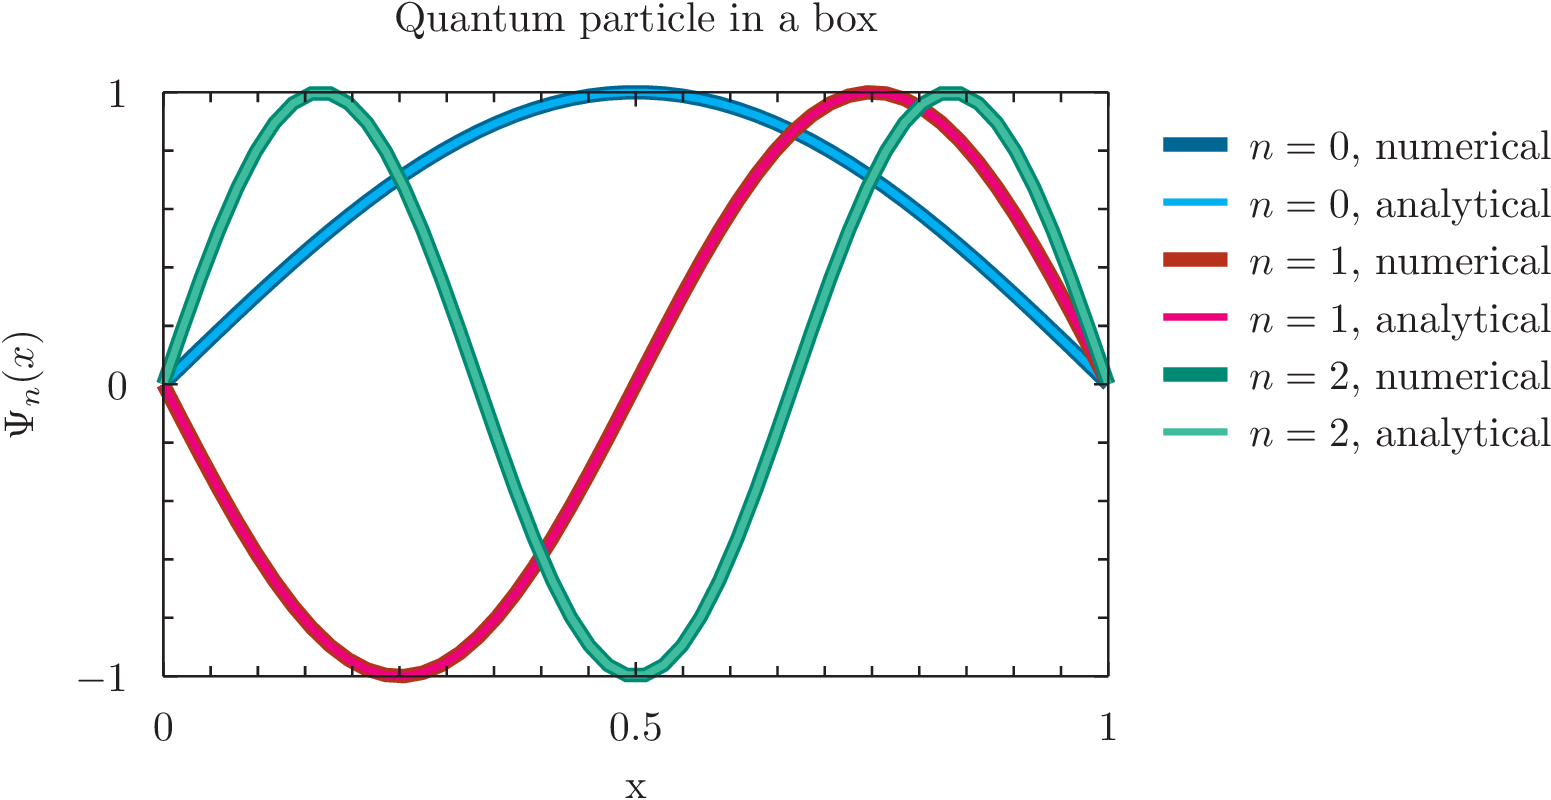 Quantum particle in a box
1
0
−1
Ψn(x)
0 0.5 1
x
n = 0, numerical
n = 0, analytical
n = 1, numerical
n = 1, analytical
n = 2, numerical
n = 2, analytical